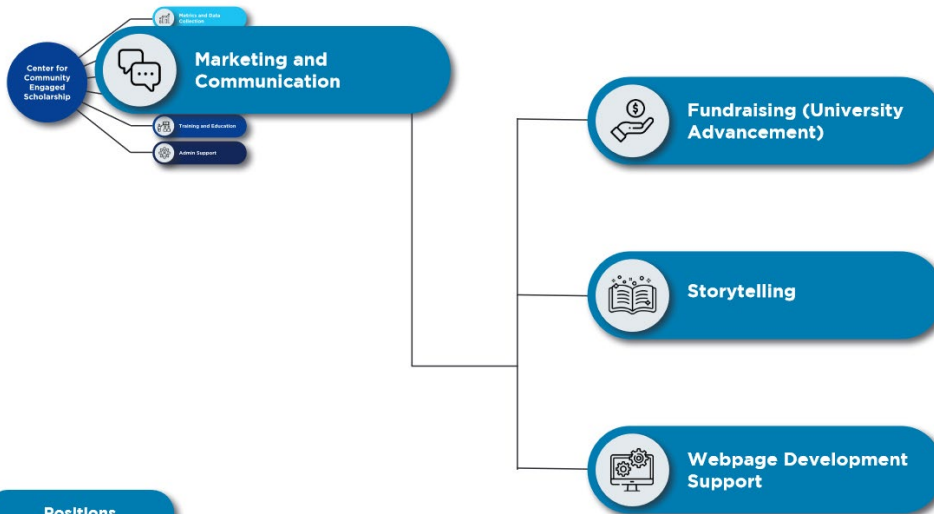 Center for
Community
Engaged
Scholarship
Metrics and Data
Collection
Marketing and
Communication
Training and Education
Admin Support
Fundraising (University
Advancement)
Storytelling
Webpage Development
Support
Positions